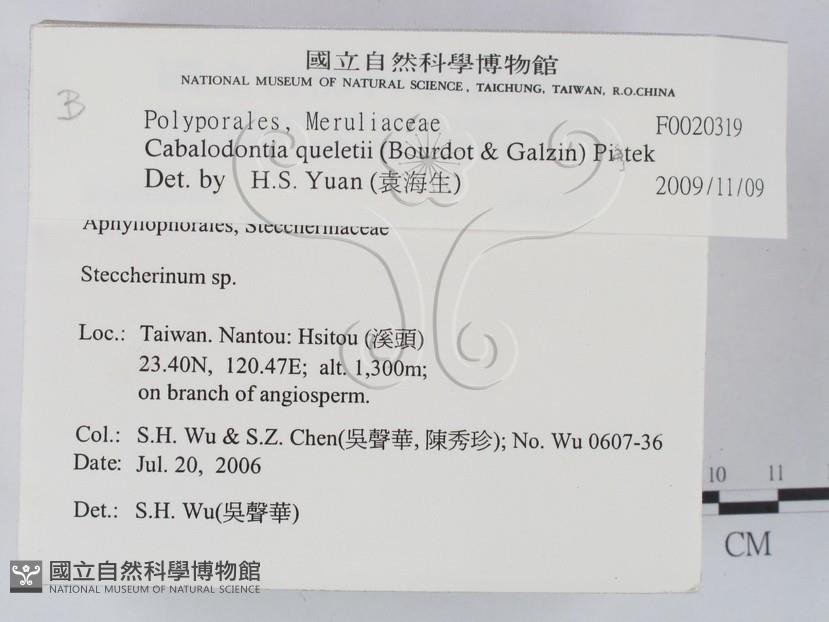 國立自然科學博物館
NATIONAL MUSEUM OF NATURAL SCIENCE, TAICHUNG, TAIWAN, R.O.CHINA
B
Polyporales, Meruliaceae F0020319
Cabalodontia queletii (Bourdot & Galzin) Piątek
Det. by H.S. Yuan (袁海生) 2009/11/09
Aphyllophorales, Steccherinaceae
Steccherinum sp.
Loc.: Taiwan. Nantou: Hsitou (溪頭)
23.40N, 120.47E; alt. 1,300m;
on branch of angiosperm.
Col.: S.H. Wu & S.Z. Chen(吳聲華, 陳秀珍); No. Wu 0607-36
Date: Jul. 20, 2006
Det.: S.H. Wu(吳聲華)
10 11
CM
國立自然科學博物館
NATIONAL MUSEUM OF NATURAL SCIENCE